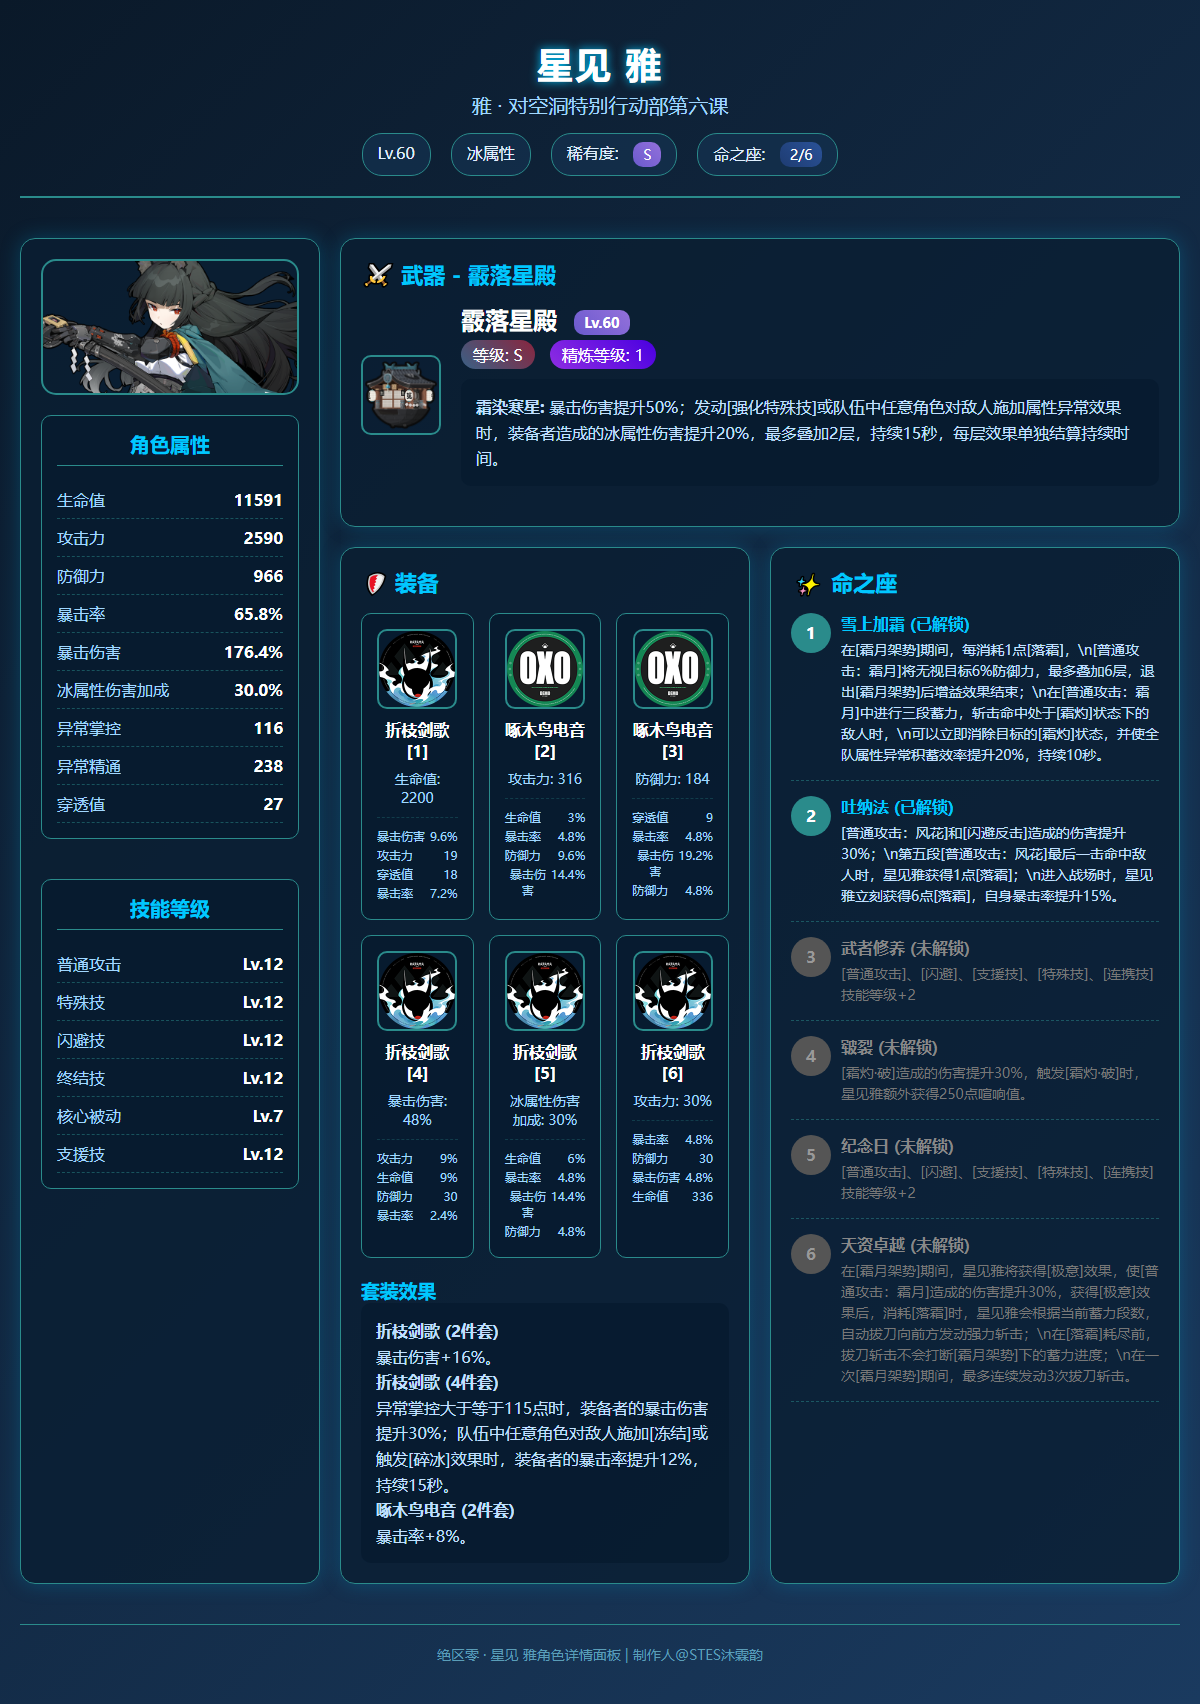 星见 雅
雅 · 对空洞特别行动部第六课
Lv.60
冰属性
稀有度: S
命之座: 2/6
角色属性
生命值 11591
攻击力 2590
防御力 966
暴击率 65.8%
暴击伤害 176.4%
冰属性伤害加成 30.0%
异常掌控 116
异常精通 238
穿透值 27
技能等级
普通攻击 Lv.12
特殊技 Lv.12
闪避技 Lv.12
终结技 Lv.12
核心被动 Lv.7
支援技 Lv.12
武器 - 霰落星殿
霰落星殿 Lv.60
等级: S 精炼等级: 1
霜染寒星: 暴击伤害提升50%；发动[强化特殊技]或队伍中任意角色对敌人施加属性异常效果
时，装备者造成的冰属性伤害提升20%，最多叠加2层，持续15秒，每层效果单独结算持续时
间。
装备
折枝剑歌
[1]
生命值:
2200
暴击伤害 9.6%
攻击力 19
穿透值 18
暴击率 7.2%
OXO
啄木鸟电音
[2]
攻击力: 316
生命值 3%
暴击率 4.8%
防御力 9.6%
暴击伤 14.4%
害
OXO
啄木鸟电音
[3]
防御力: 184
穿透值 9
暴击率 4.8%
暴击伤 19.2%
害
防御力 4.8%
折枝剑歌
[4]
暴击伤害:
48%
攻击力 9%
生命值 9%
防御力 30
暴击率 2.4%
折枝剑歌
[5]
冰属性伤害
加成: 30%
生命值 6%
暴击率 4.8%
暴击伤 14.4%
害
防御力 4.8%
折枝剑歌
[6]
攻击力: 30%
暴击率 4.8%
防御力 30
暴击伤害 4.8%
生命值 336
套装效果
折枝剑歌 (2件套)
暴击伤害+16%。
折枝剑歌 (4件套)
异常掌控大于等于115点时，装备者的暴击伤害
提升30%；队伍中任意角色对敌人施加[冻结]或
触发[碎冰]效果时，装备者的暴击率提升12%，
持续15秒。
啄木鸟电音 (2件套)
暴击率+8%。
命之座
1
雪上加霜 (已解锁)
在[霜月架势]期间，每消耗1点[落霜]，\n[普通攻
击：霜月]将无视目标6%防御力，最多叠加6层，退
出[霜月架势]后增益效果结束；\n在[普通攻击：霜
月]中进行三段蓄力，斩击命中处于[霜灼]状态下的
敌人时，\n可以立即消除目标的[霜灼]状态，并使全
队属性异常积蓄效率提升20%，持续10秒。
2
吐纳法 (已解锁)
[普通攻击：风花]和[闪避反击]造成的伤害提升
30%；\n第五段[普通攻击：风花]最后一击命中敌
人时，星见雅获得1点[落霜]；\n进入战场时，星见
雅立刻获得6点[落霜]，自身暴击率提升15%。
3
武者修养 (未解锁)
[普通攻击]、[闪避]、[支援技]、[特殊技]、[连携技]
技能等级+2
4
皲裂 (未解锁)
[霜灼·破]造成的伤害提升30%，触发[霜灼·破]时，
星见雅额外获得250点喧响值。
5
纪念日 (未解锁)
[普通攻击]、[闪避]、[支援技]、[特殊技]、[连携技]
技能等级+2
6
天资卓越 (未解锁)
在[霜月架势]期间，星见雅将获得[极意]效果，使[普
通攻击：霜月]造成的伤害提升30%，获得[极意]效
果后，消耗[落霜]时，星见雅会根据当前蓄力段数，
自动拔刀向前方发动强力斩击；\n在[落霜]耗尽前，
拔刀斩击不会打断[霜月架势]下的蓄力进度；\n在一
次[霜月架势]期间，最多连续发动3次拔刀斩击。
绝区零 · 星见 雅角色详情面板 | 制作人@STES沐霖韵